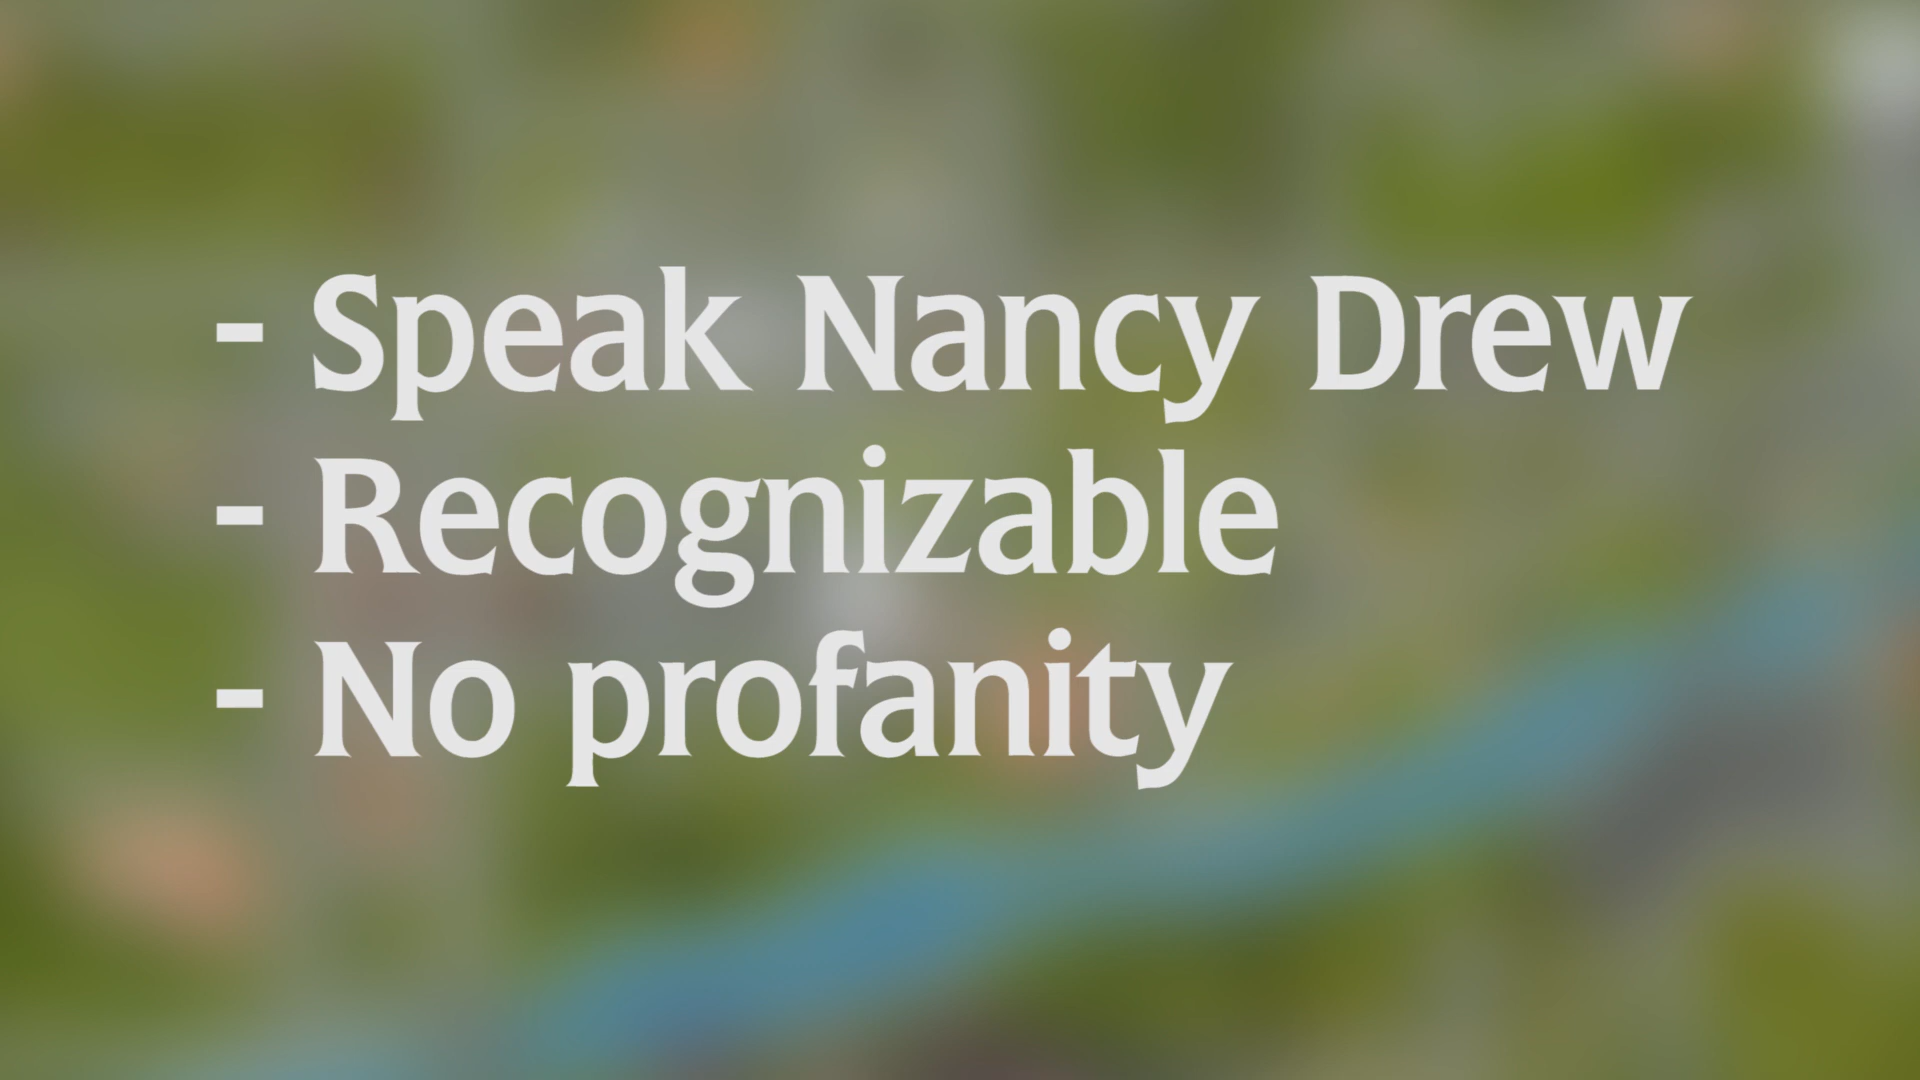 - Speak Nancy Drew
- Recognizable
- No profanity